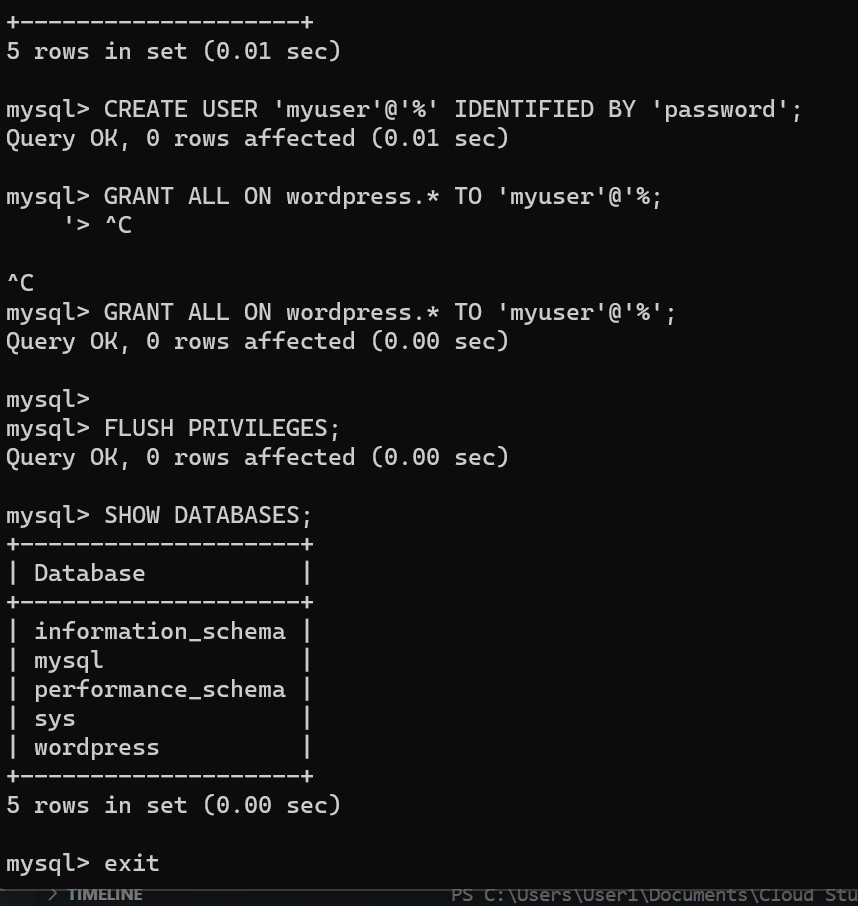 +--------------------+
5 rows in set (0.01 sec)

mysql> CREATE USER 'myuser'@'%' IDENTIFIED BY 'password';
Query OK, 0 rows affected (0.01 sec)

mysql> GRANT ALL ON wordpress.* TO 'myuser'@'%;
    '> ^C

^C
mysql> GRANT ALL ON wordpress.* TO 'myuser'@'%';
Query OK, 0 rows affected (0.00 sec)

mysql>
mysql> FLUSH PRIVILEGES;
Query OK, 0 rows affected (0.00 sec)

mysql> SHOW DATABASES;
+--------------------+
| Database           |
+--------------------+
| information_schema |
| mysql              |
| performance_schema |
| sys                |
| wordpress          |
+--------------------+
5 rows in set (0.00 sec)

mysql> exit
> TIMELINE PS C:\Users\User1\Documents\Cloud Stu